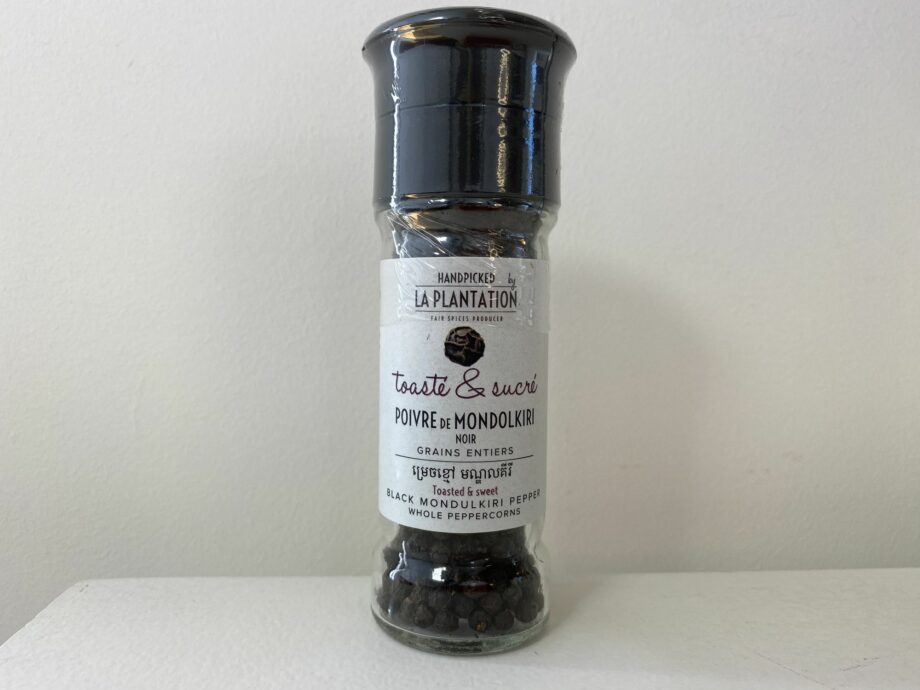 HANDPICKED by
LA PLANTATION
FAIR SPICES PRODUCER
toasté & sucré
POIVRE DE MONDOLKIRI
NOIR
GRAINS ENTIERS
ម្រេចខ្មៅ មណ្ឌលគីរី
Toasted & sweet
BLACK MONDULKIRI PEPPER
WHOLE PEPPERCORNS